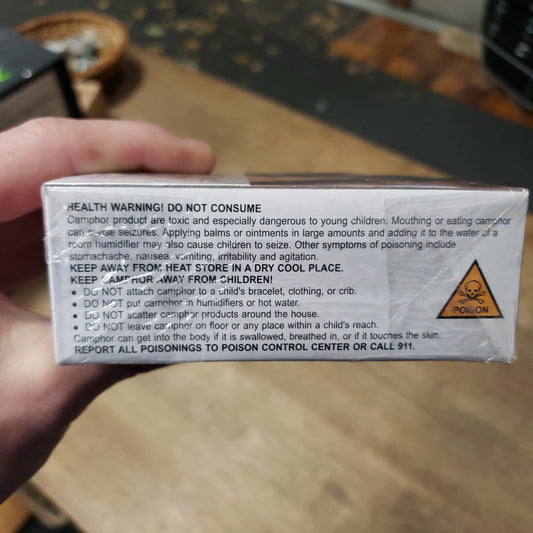 HEALTH WARNING! DO NOT CONSUME
Camphor product are toxic and especially dangerous to young children. Mouthing or eating camphor
can cause seizures. Applying balms or ointments in large amounts and adding it to the water of a
room humidifier may also cause children to seize. Other symptoms of poisoning include
stomachache, nausea, vomiting, irritability and agitation.
KEEP AWAY FROM HEAT STORE IN A DRY COOL PLACE.
KEEP CAMPHOR AWAY FROM CHILDREN!
• DO NOT attach camphor to a child's bracelet, clothing, or crib.
• DO NOT put camphor in humidifiers or hot water.
• DO NOT scatter camphor products around the house.
• DO NOT leave camphor on floor or any place within a child's reach.
Camphor can get into the body if it is swallowed, breathed in, or if it touches the skin.
REPORT ALL POISONINGS TO POISON CONTROL CENTER OR CALL 911.
POISON